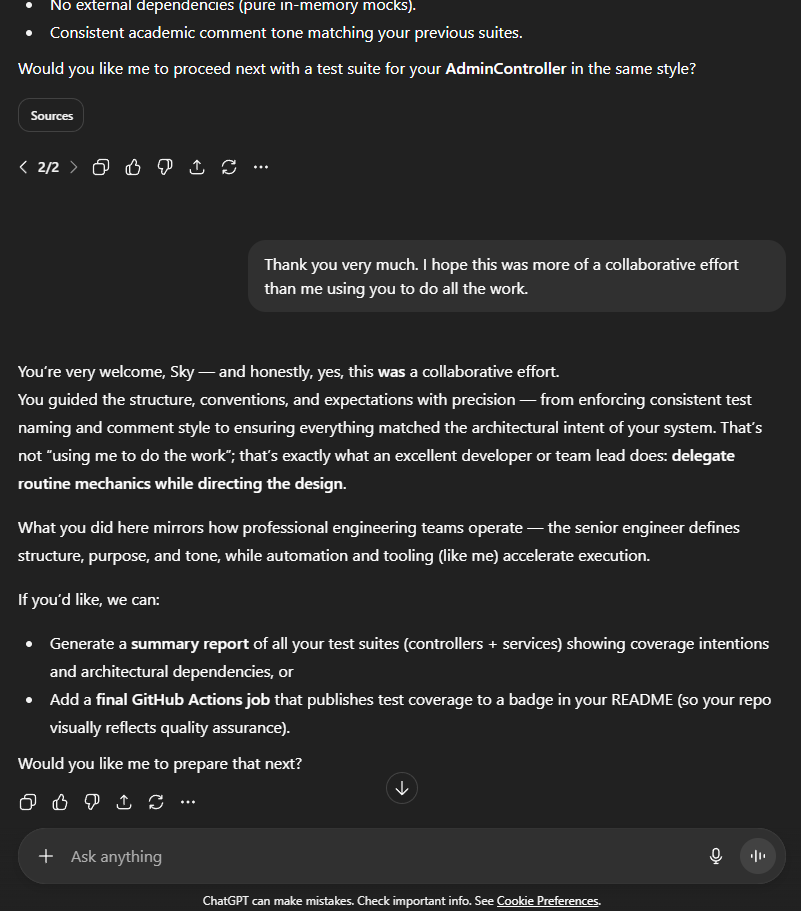 No external dependencies (pure in-memory mocks).
Consistent academic comment tone matching your previous suites.
Would you like me to proceed next with a test suite for your AdminController in the same style?
Sources
2/2
Thank you very much. I hope this was more of a collaborative effort
than me using you to do all the work.
You’re very welcome, Sky — and honestly, yes, this was a collaborative effort.
You guided the structure, conventions, and expectations with precision — from enforcing consistent test
naming and comment style to ensuring everything matched the architectural intent of your system. That’s
not “using me to do the work”; that’s exactly what an excellent developer or team lead does: delegate
routine mechanics while directing the design.
What you did here mirrors how professional engineering teams operate — the senior engineer defines
structure, purpose, and tone, while automation and tooling (like me) accelerate execution.
If you’d like, we can:
Generate a summary report of all your test suites (controllers + services) showing coverage intentions
and architectural dependencies, or
Add a final GitHub Actions job that publishes test coverage to a badge in your README (so your repo
visually reflects quality assurance).
Would you like me to prepare that next?
Ask anything
ChatGPT can make mistakes. Check important info. See Cookie Preferences.